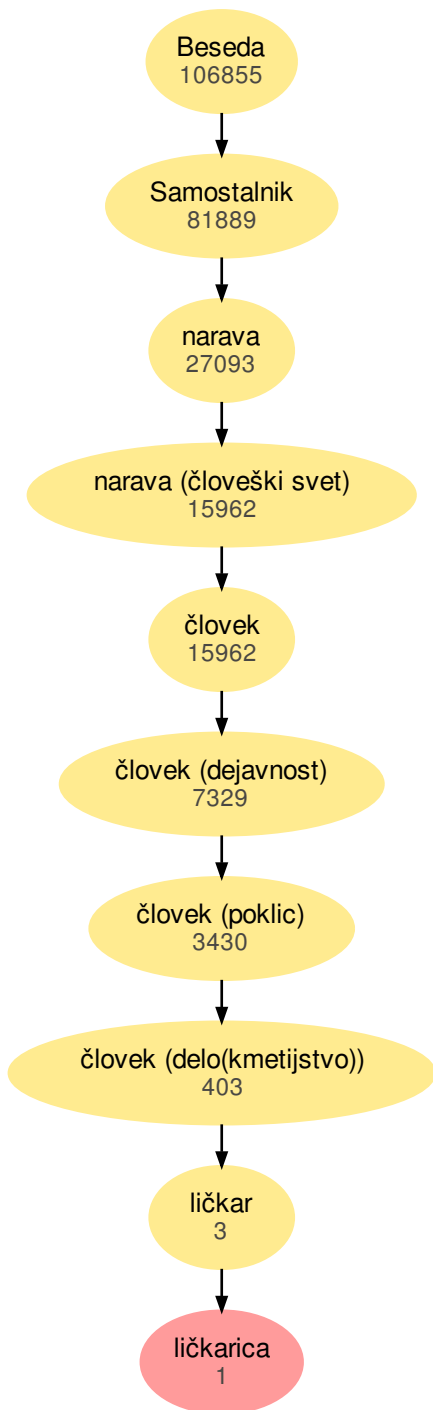 Beseda
106855
Samostalnik
81889
narava
27093
narava (človeški svet)
15962
človek
15962
človek (dejavnost)
7329
človek (poklic)
3430
človek (delo(kmetijstvo))
403
ličkar
3
ličkarica
1